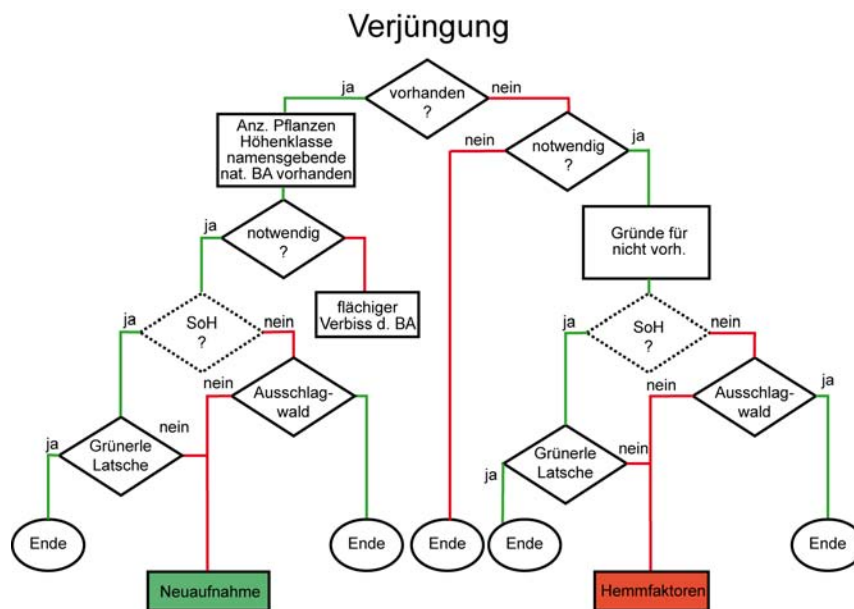 Verjüngung
ja
vorhanden
?
nein
Anz. Pflanzen
Höhenklasse
namensgebende
nat. BA vorhanden
nein
notwendig
?
ja
ja
notwendig
?
nein
Gründe für
nicht vorh.
flächiger
Verbiss d. BA
ja
SoH
?
nein
ja
SoH
?
nein
nein
Ausschlag-
wald
nein
Ausschlag-
wald
ja
ja
Grünerle
Latsche
nein
ja
Grünerle
Latsche
nein
Ende
Ende
Ende
Ende
Ende
Neuaufnahme
Hemmfaktoren